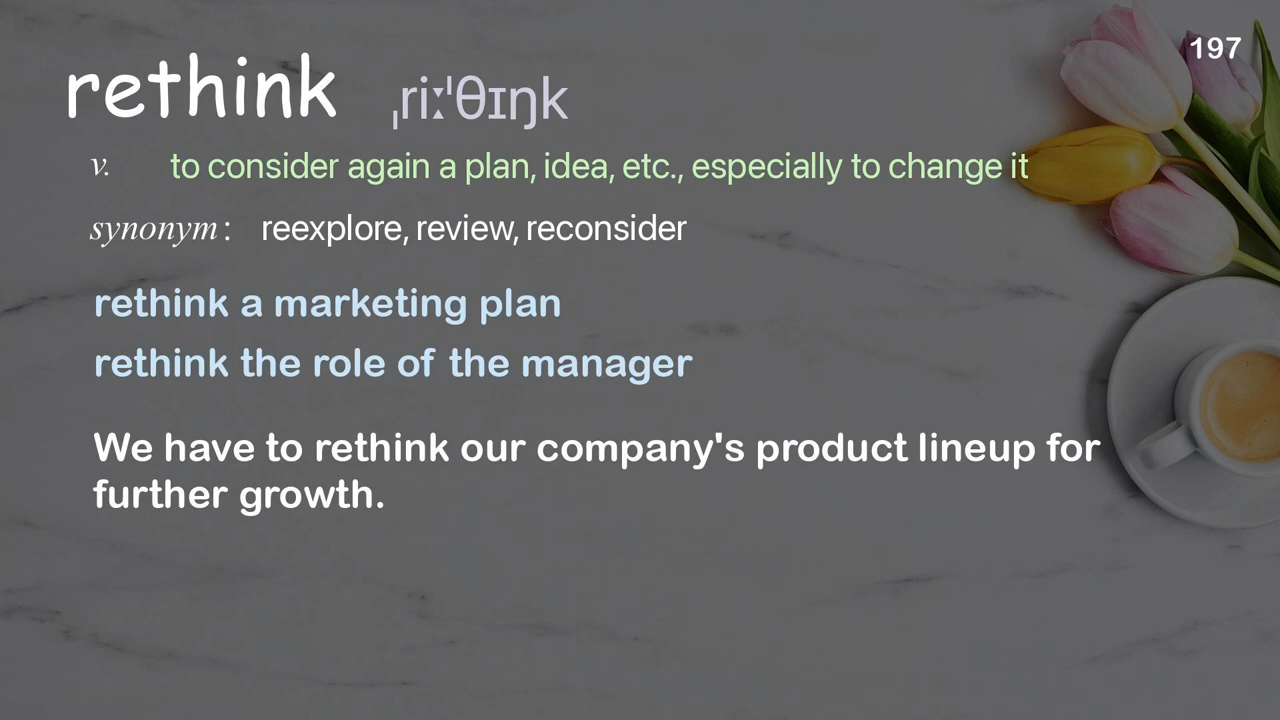 197
rethink ˌriːˈθɪŋk
v. to consider again a plan, idea, etc., especially to change it
synonym: reexplore, review, reconsider
rethink a marketing plan
rethink the role of the manager
We have to rethink our company's product lineup for
further growth.